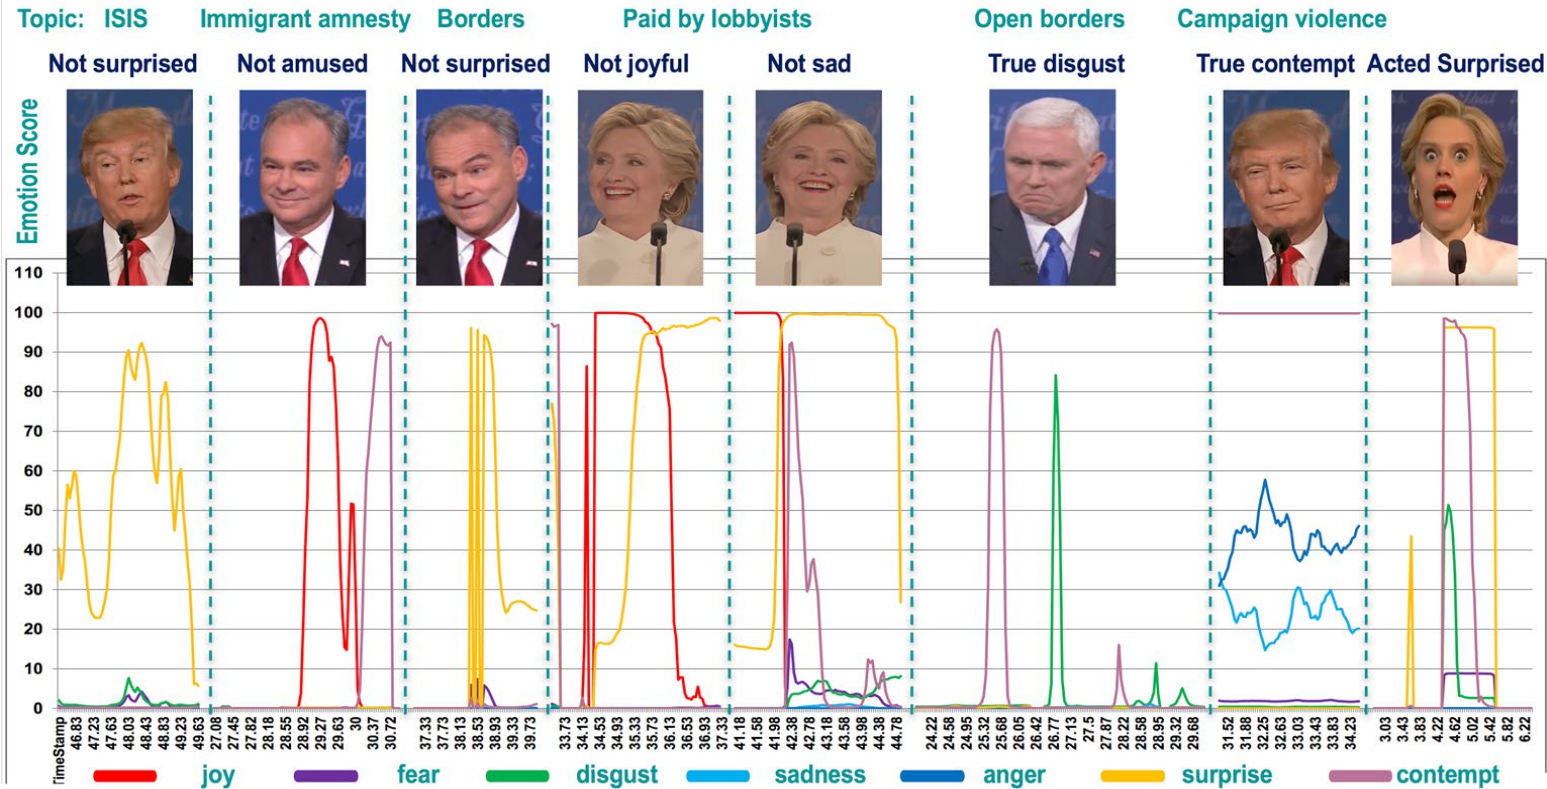 Topic: ISIS Immigrant amnesty Borders Paid by lobbyists Open borders Campaign violence
Not surprised Not amused Not surprised Not joyful Not sad True disgust True contempt Acted Surprised
Emotion Score
110
100
90
80
70
60
50
40
30
20
10
0
TimeStamp 46.83 47.23 47.63 48.03 48.43 48.83 49.23 49.63 27.08 27.45 27.82 28.18 28.55 28.92 29.27 29.63 30 30.37 30.72 37.37 37.73 38.13 38.53 38.93 39.33 39.73 33.73 34.13 34.53 34.93 35.33 35.73 36.13 36.53 36.93 37.33 41.18 41.58 41.98 42.38 42.78 43.18 43.58 43.98 44.38 44.78 24.22 24.58 24.95 25.32 25.68 26.05 26.42 26.77 27.13 27.5 27.87 28.22 28.58 28.95 29.32 29.68 31.52 31.88 32.25 32.63 33.03 33.43 33.83 34.23 3.03 3.43 3.83 4.22 4.62 5.02 5.42 5.82 6.22
joy fear disgust sadness anger surprise contempt